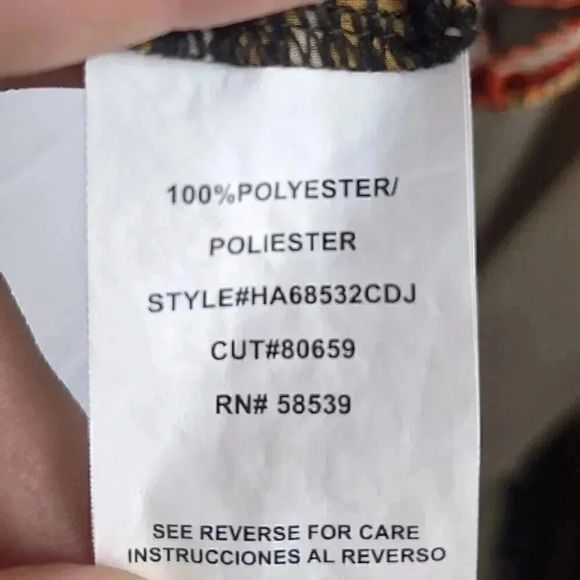 100%POLYESTER/
POLIESTER
STYLE#HA68532CDJ
CUT#80659
RN# 58539
SEE REVERSE FOR CARE
INSTRUCCIONES AL REVERSO